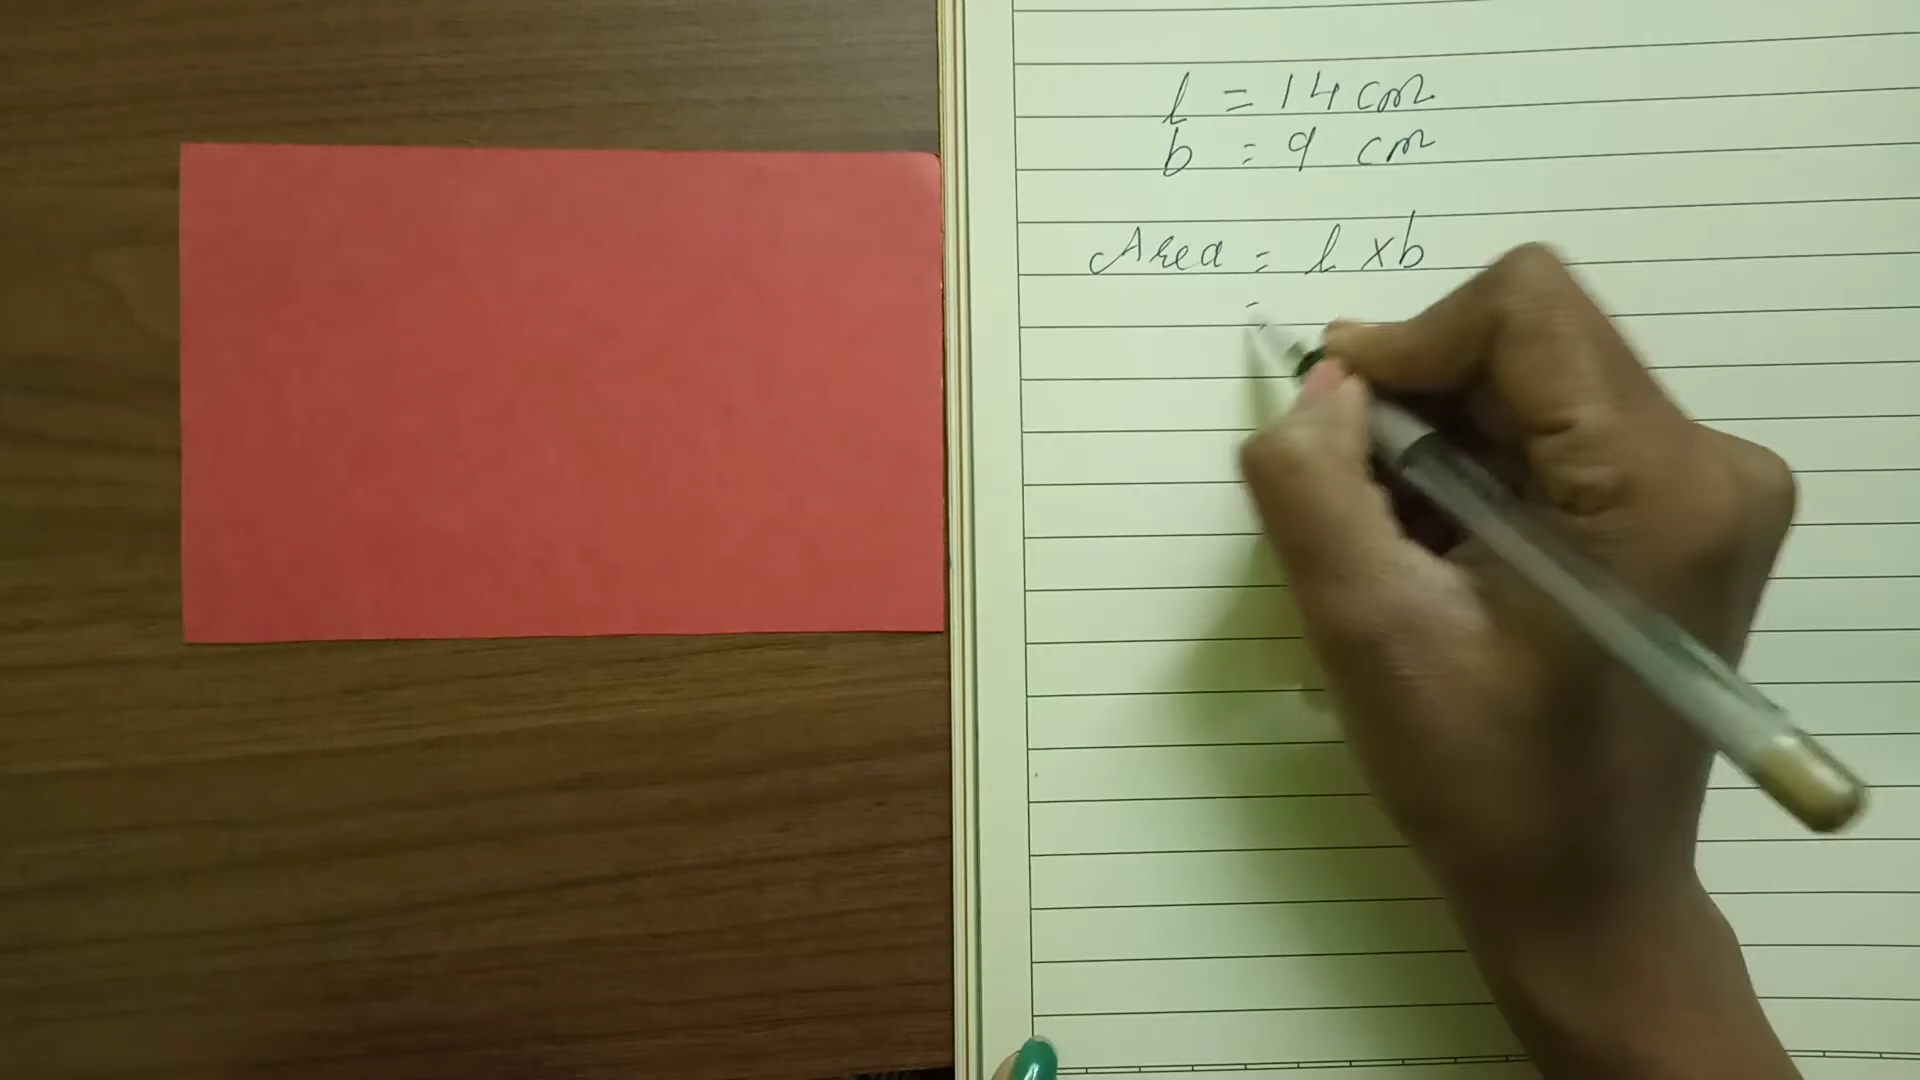 l = 14 cm
b = 9 cm
Area = l x b
=